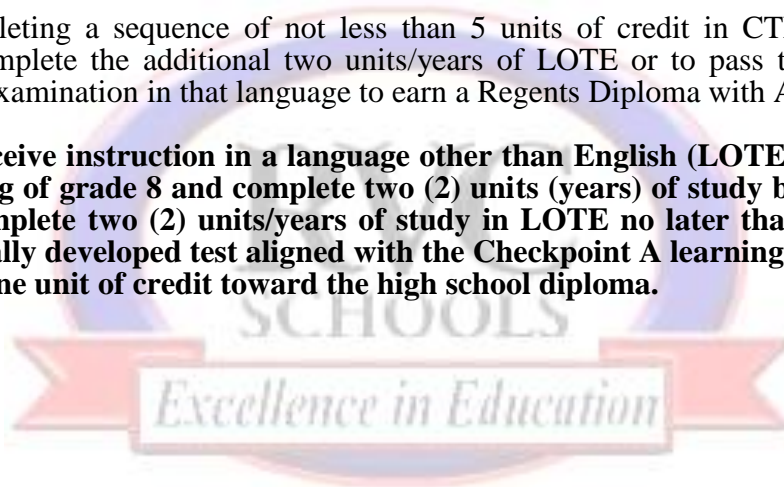 leting a sequence of not less than 5 units of credit in CT
mplete the additional two units/years of LOTE or to pass t
xamination in that language to earn a Regents Diploma with A
ceive instruction in a language other than English (LOTE
g of grade 8 and complete two (2) units (years) of study b
mplete two (2) units/years of study in LOTE no later tha
ally developed test aligned with the Checkpoint A learning
ne unit of credit toward the high school diploma.
RVC
SCHOOLS
Excellence in Education